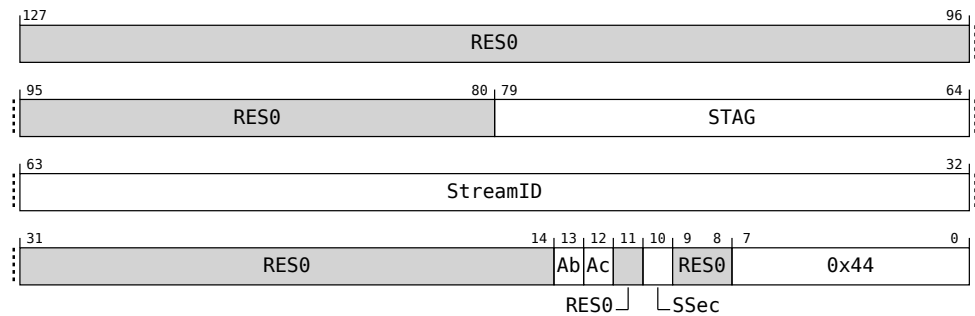 127 96
RES0
95 80 79 64
RES0 STAG
63 32
StreamID
31 14 13 12 11 10 9 8 7 0
RES0 Ab Ac RES0 0x44
RES0 SSec